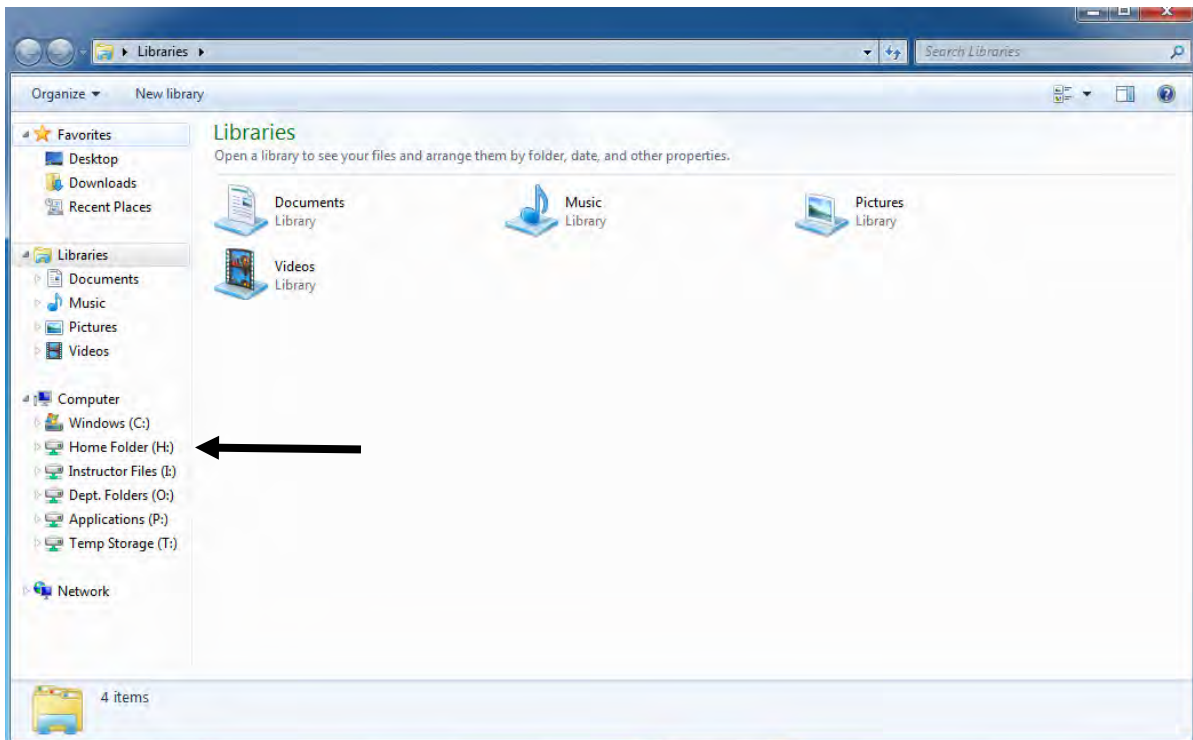 Libraries
Search Libraries
Organize
New library
Favorites
Desktop
Downloads
Recent Places
Libraries
Documents
Music
Pictures
Videos
Computer
Windows (C:)
Home Folder (H:)
Instructor Files (I:)
Dept. Folders (O:)
Applications (P:)
Temp Storage (T:)
Network
Libraries
Open a library to see your files and arrange them by folder, date, and other properties.
Documents
Library
Music
Library
Pictures
Library
Videos
Library
4 items